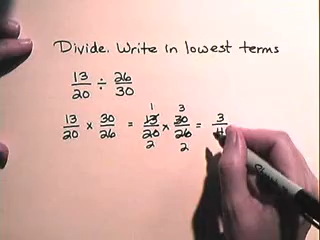 Divide. Write in lowest terms
13/20 ÷ 26/30
13/20 × 30/26 = 1 13/20 2 × 3 30/26 2 = 3/4